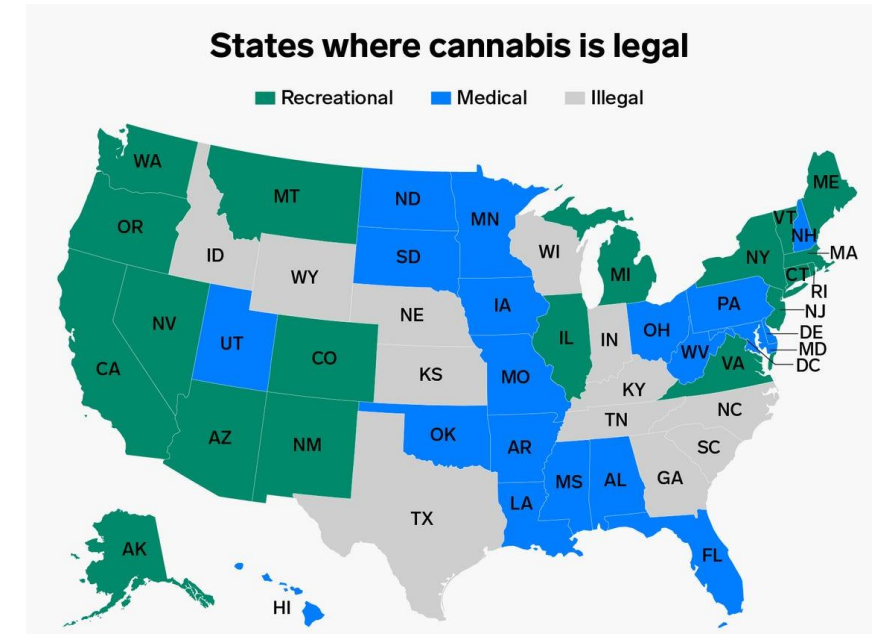 States where cannabis is legal
Recreational Medical Illegal
WA
MT
ND
MN
ME
OR
VT
NH
ID
SD
WI
NY
MA
WY
MI
CT
RI
IA
NE
PA
NJ
NV
UT
IL
IN
OH
DE
CO
WV
MD
VA
DC
CA
KS
MO
KY
NC
TN
AZ
NM
OK
AR
SC
MS
AL
GA
LA
TX
AK
FL
HI